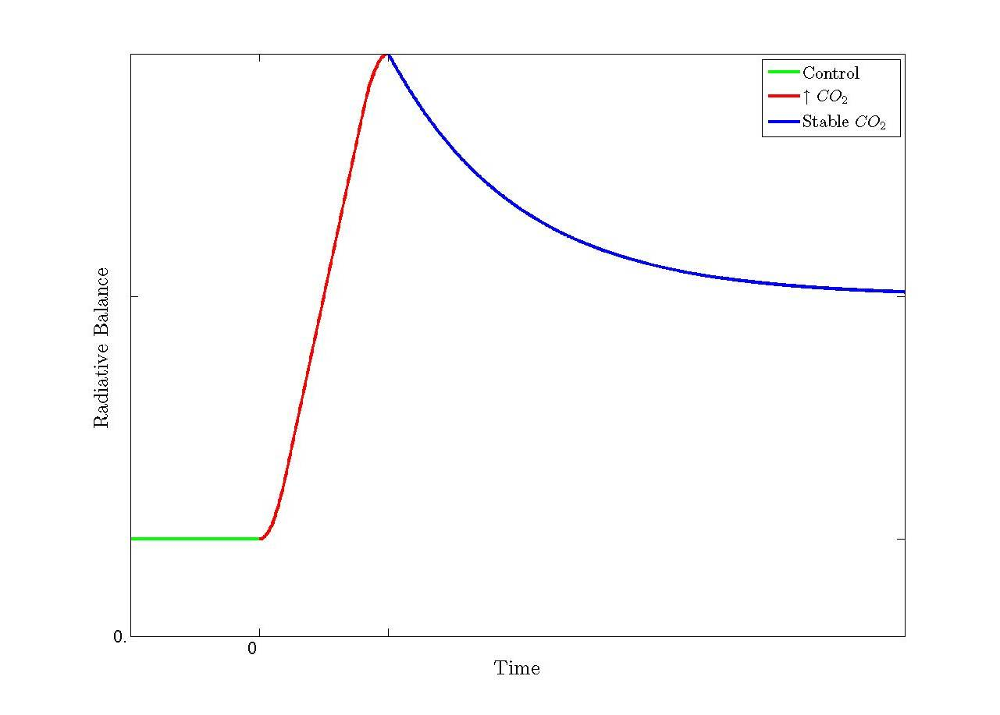 Control
↑ CO₂
Stable CO₂
Radiative Balance
0.
0
Time